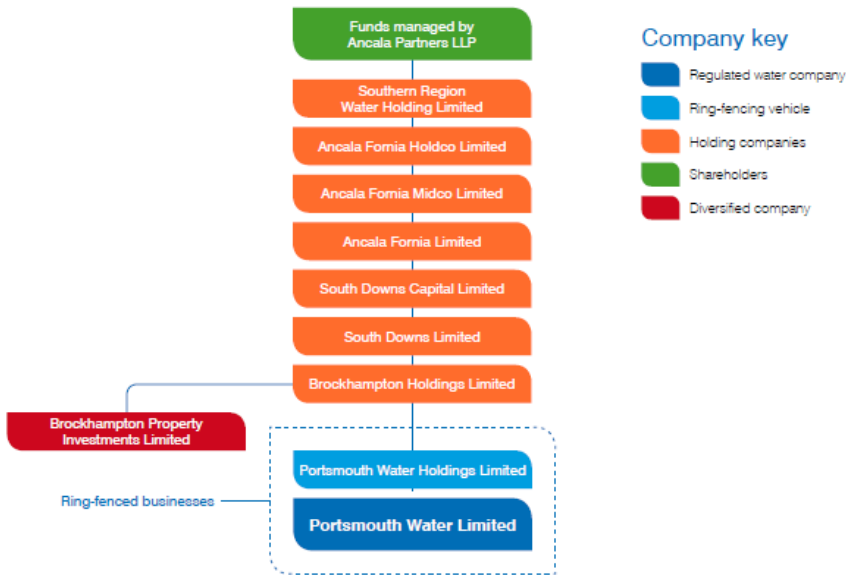 Funds managed by
Ancala Partners LLP
Southern Region
Water Holding Limited
Ancala Fornia Holdco Limited
Ancala Fornia Midco Limited
Ancala Fornia Limited
South Downs Capital Limited
South Downs Limited
Brockhampton Holdings Limited
Brockhampton Property
Investments Limited
Portsmouth Water Holdings Limited
Ring-fenced businesses
Portsmouth Water Limited
Company key
Regulated water company
Ring-fencing vehicle
Holding companies
Shareholders
Diversified company